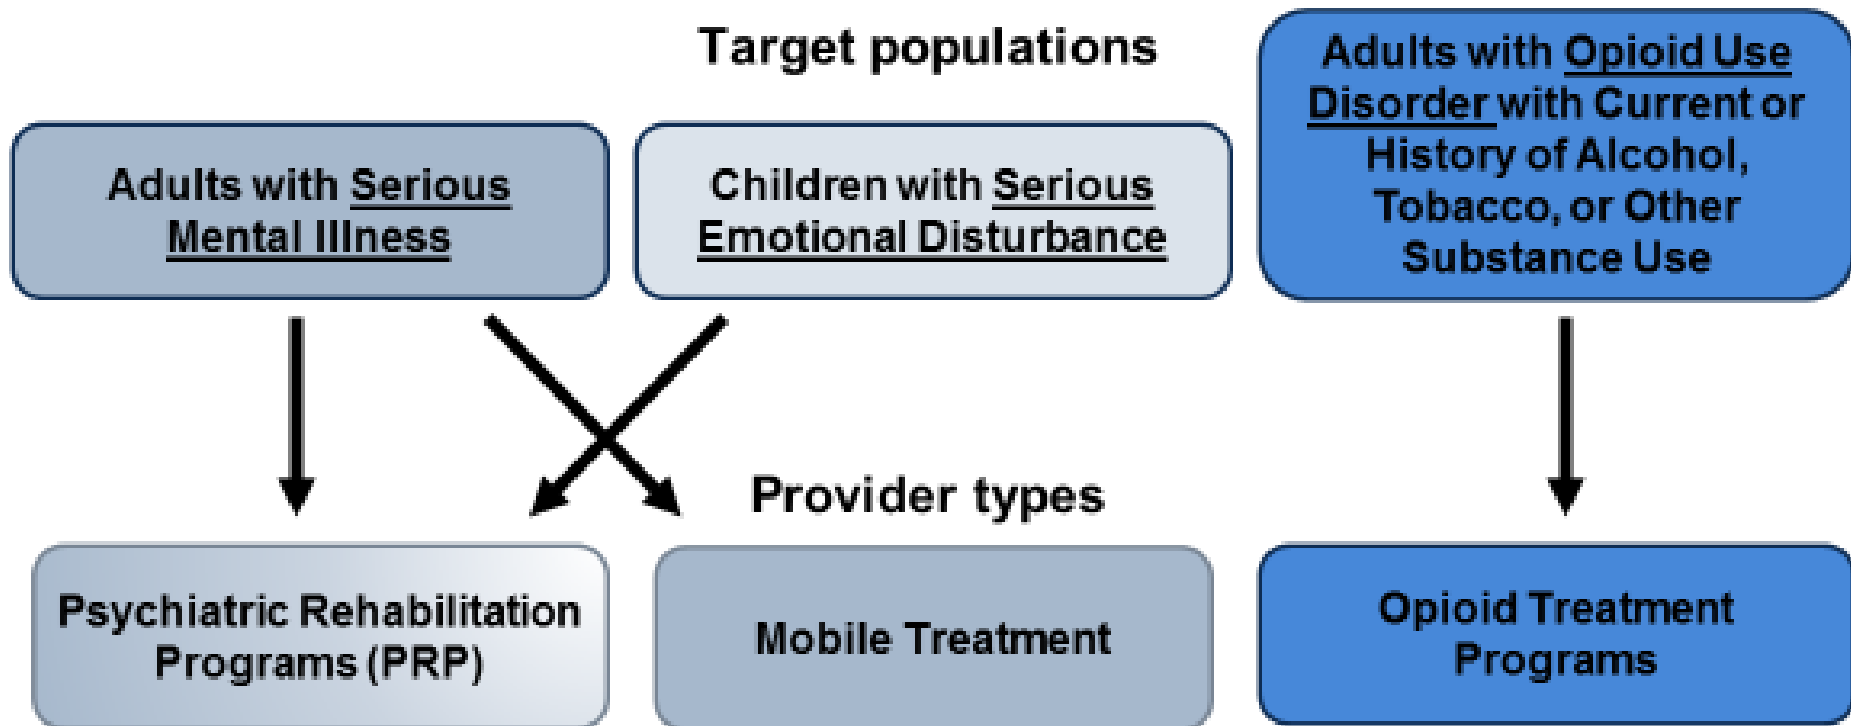 Target populations
Adults with Serious
Mental Illness
Children with Serious
Emotional Disturbance
Adults with Opioid Use
Disorder with Current or
History of Alcohol,
Tobacco, or Other
Substance Use
Provider types
Psychiatric Rehabilitation
Programs (PRP)
Mobile Treatment
Opioid Treatment
Programs